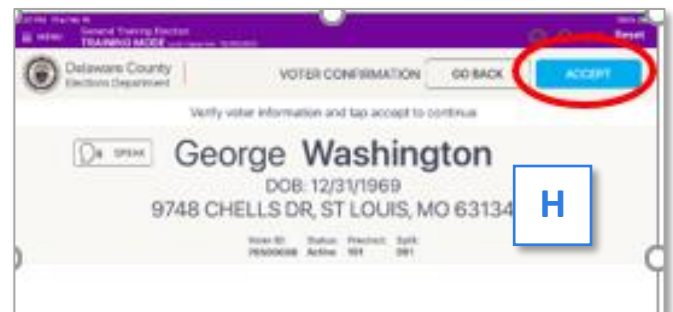 MENU General Training Election Reset
TRAINING MODE
Delaware County
Elections Department
VOTER CONFIRMATION
GO BACK
ACCEPT
Verify voter information and tap accept to continue
SPEAK
George Washington
DOB: 12/31/1969
9748 CHELLS DR, ST LOUIS, MO 63134
H
Voter ID: Status: Precinct: Split:
Active 101